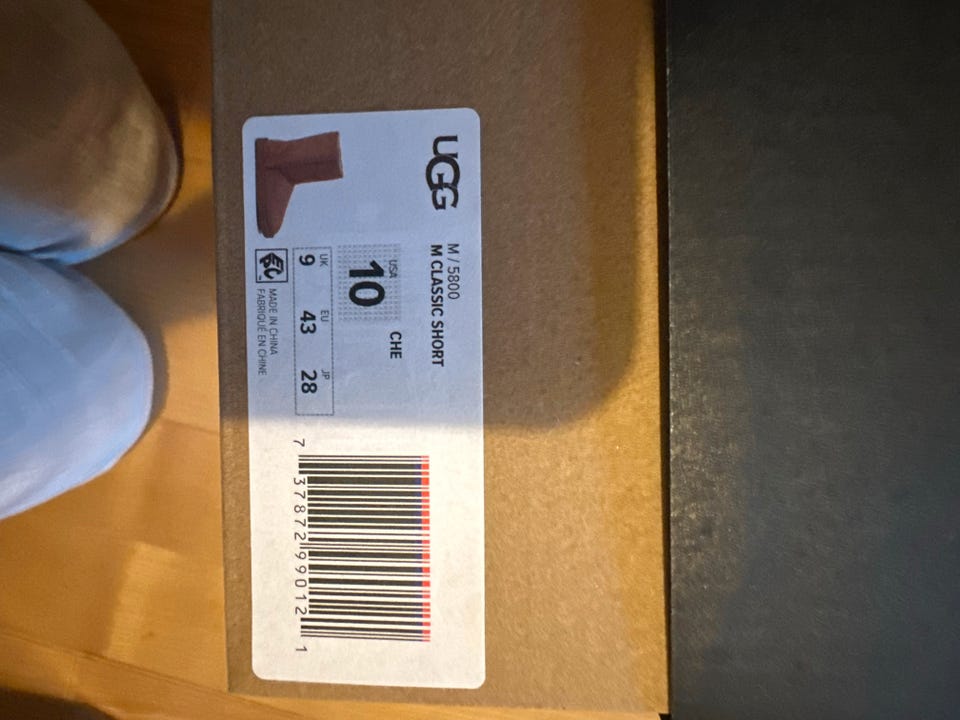 UGG
M / 5800
M CLASSIC SHORT
USA
10
CHE
UK EU JP
9 43 28
MADE IN CHINA
FABRIQUÉ EN CHINE
7 37872 99012 1